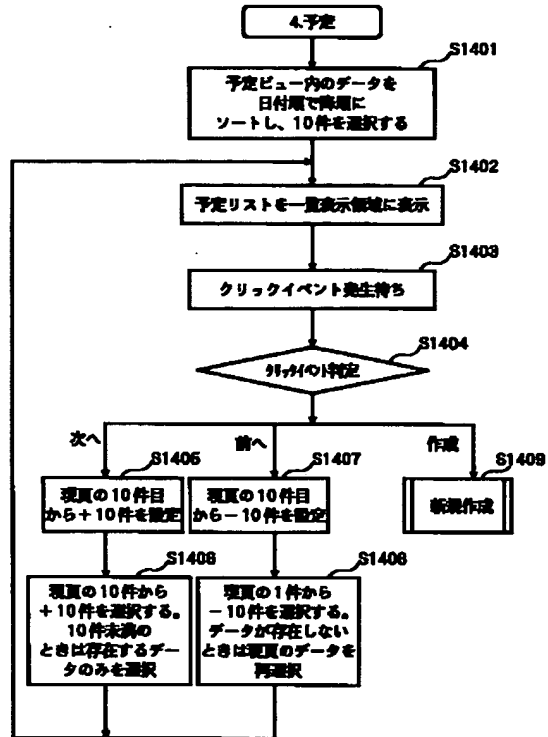 4.予定
S1401
予定ビュー内のデータを
日付順で降順に
ソートし、10件を選択する
S1402
予定リストを一覧表示領域に表示
S1403
クリックイベント発生待ち
S1404
クリックイベント判定
次へ
前へ
作成
S1405
S1407
S1409
現頁の10件目
から+10件を設定
現頁の10件目
から-10件を設定
新規作成
S1408
S1406
現頁の10件から
+10件を選択する。
10件未満の
ときは存在するデー
タのみを選択
現頁の1件から
-10件を選択する。
データが存在しない
ときは現頁のデータを
再選択